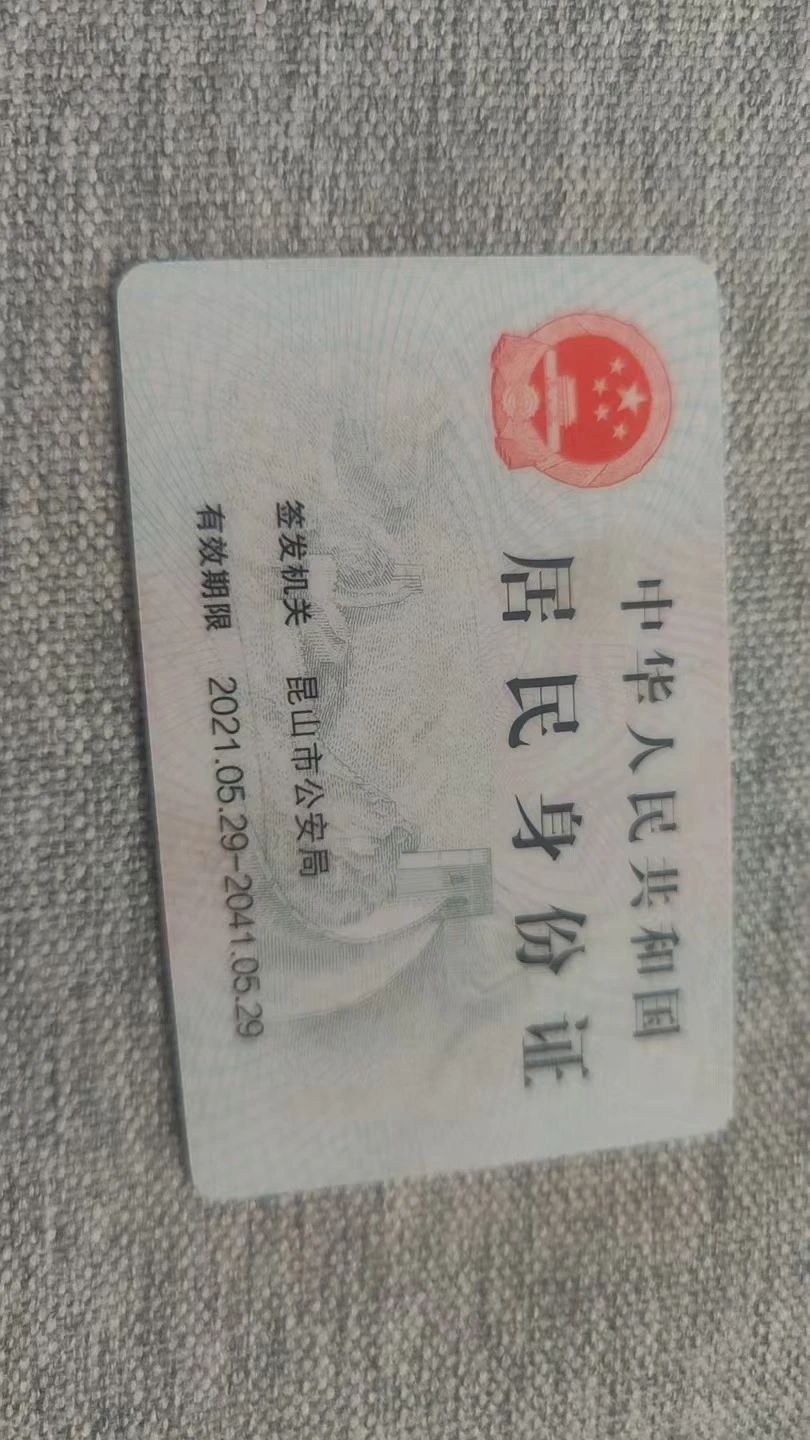 中华人民共和国
居民身份证
签发机关 昆山市公安局
有效期限 2021.05.29-2041.05.29